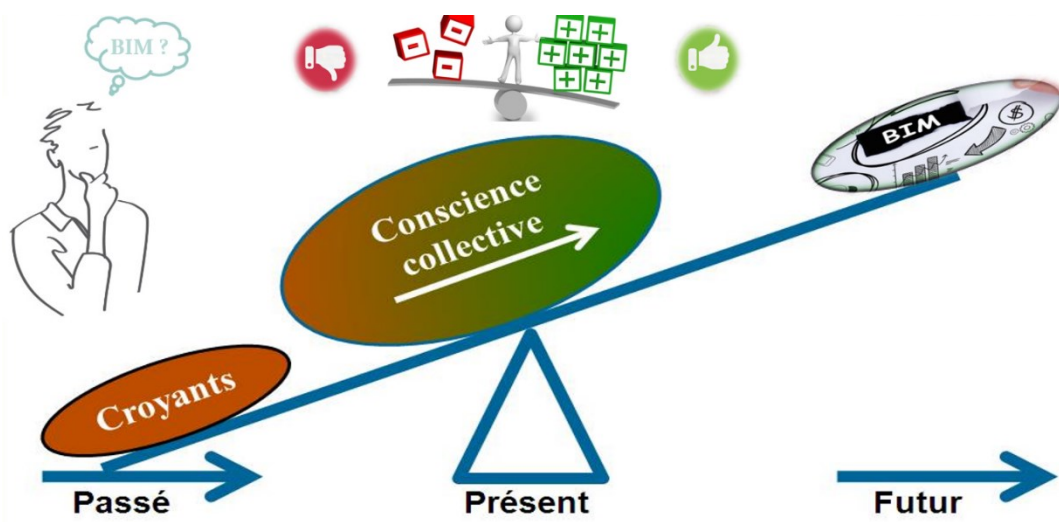 BIM ?
BIM
$
Conscience
collective
Croyants
Passé
Présent
Futur